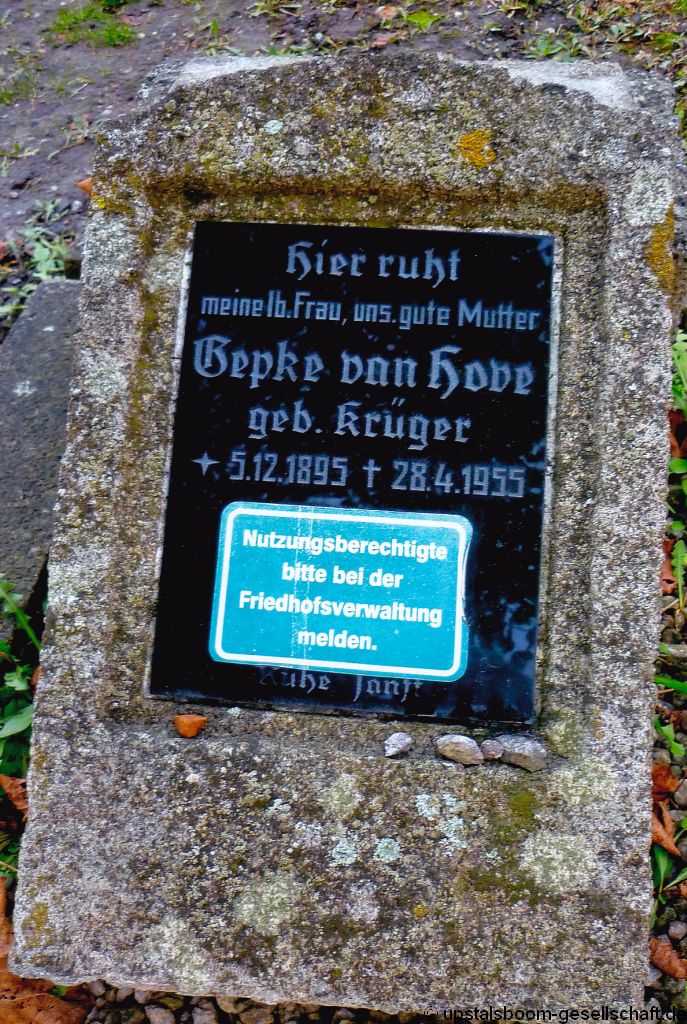 Hier ruht
meine lb. Frau, uns. gute Mutter
Gepke van Hove
geb. Krüger
5.12.1895 † 28.4.1955
Nutzungsberechtigte
bitte bei der
Friedhofsverwaltung
melden.
Ruhe sanft
© upstalsboom-gesellschaft.de